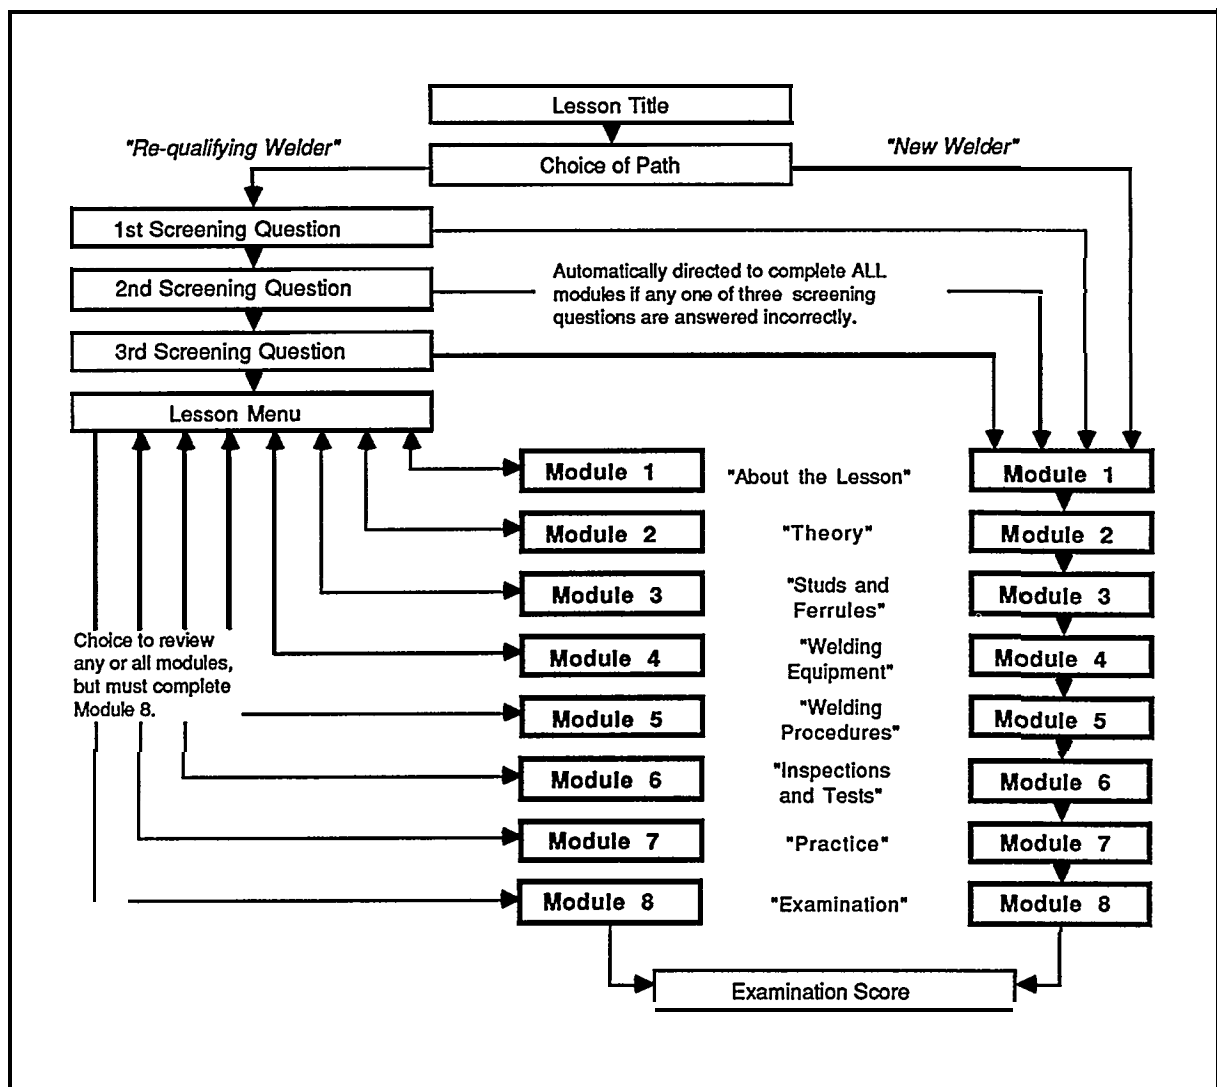 Lesson Title
"Re-qualifying Welder"
"New Welder"
Choice of Path
1st Screening Question
2nd Screening Question
Automatically directed to complete ALL
modules if any one of three screening
questions are answered incorrectly.
3rd Screening Question
Lesson Menu
Module 1
"About the Lesson"
Module 1
Module 2
"Theory"
Module 2
Module 3
"Studs and
Ferrules"
Module 3
Choice to review
any or all modules,
but must complete
Module 8.
Module 4
"Welding
Equipment"
Module 4
Module 5
"Welding
Procedures"
Module 5
Module 6
"Inspections
and Tests"
Module 6
Module 7
"Practice"
Module 7
Module 8
"Examination"
Module 8
Examination Score